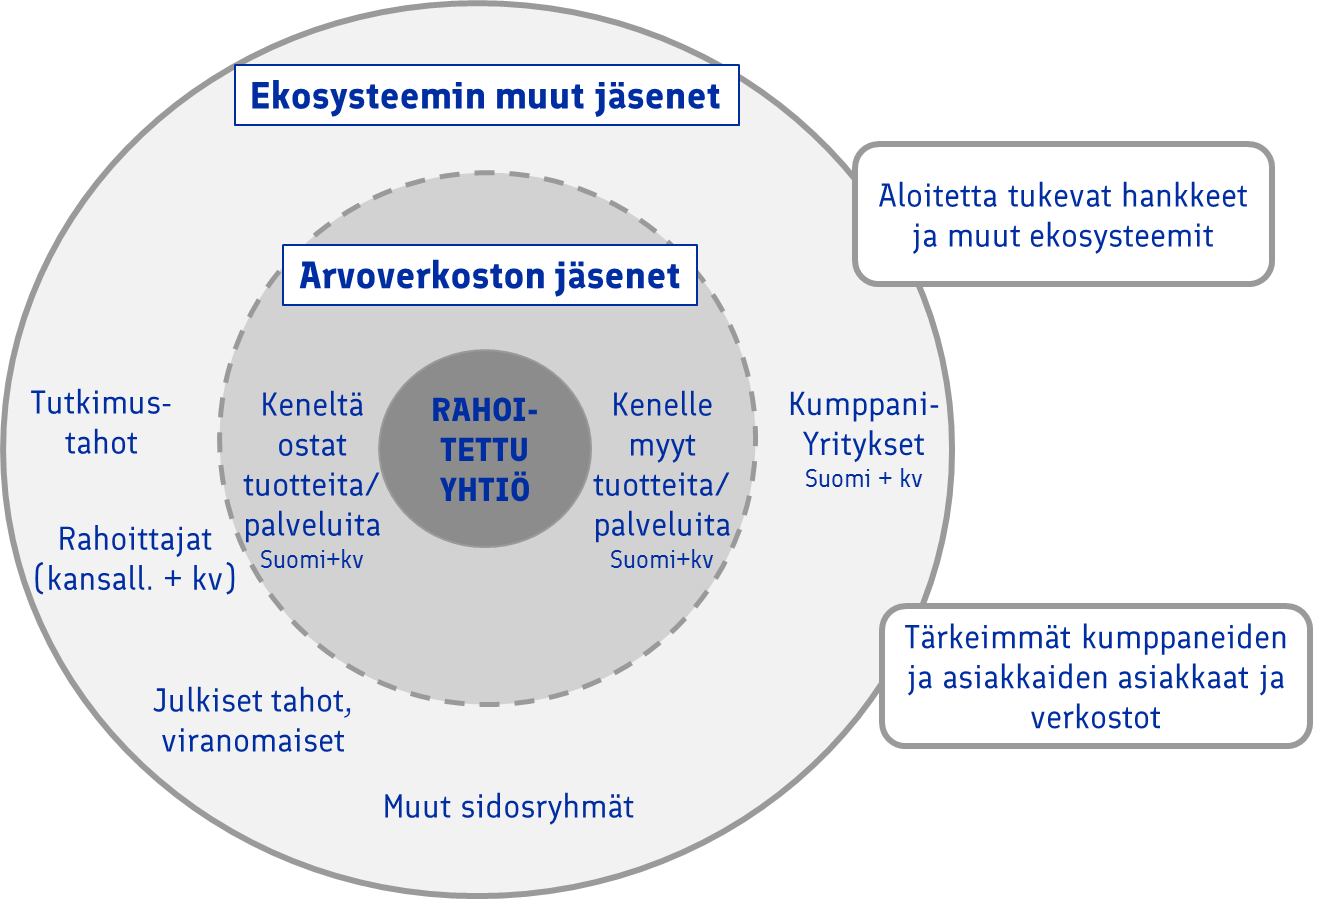 Ekosysteemin muut jäsenet
Aloitetta tukevat hankkeet
ja muut ekosysteemit
Arvoverkoston jäsenet
Tutkimus-
tahot
Rahoittajat
(kansall. + kv)
Keneltä
ostat
tuotteita/
palveluita
Suomi+kv
RAHOI-
TETTU
YHTIÖ
Kenelle
myyt
tuotteita/
palveluita
Suomi+kv
Kumppani-
Yritykset
Suomi + kv
Tärkeimmät kumppaneiden
ja asiakkaiden asiakkaat ja
verkostot
Julkiset tahot,
viranomaiset
Muut sidosryhmät